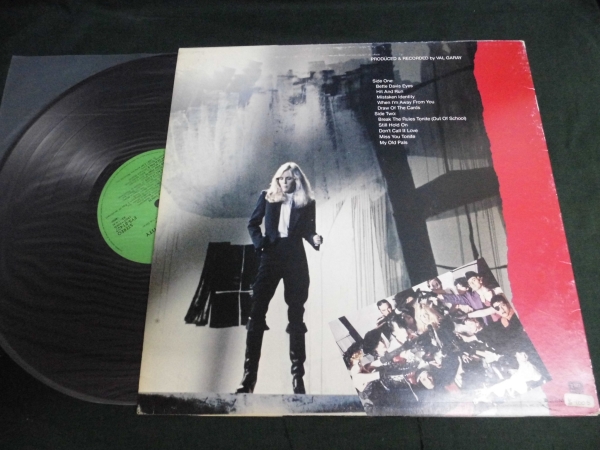 PRODUCED & RECORDED by VAL GARAY
Side One:
Bette Davis Eyes
Hit And Run
Mistaken Identity
When I'm Away From You
Draw Of The Cards
Side Two:
Break The Rules Tonite (Out Of School)
Still Hold On
Don't Call It Love
Miss You Tonite
My Old Pals